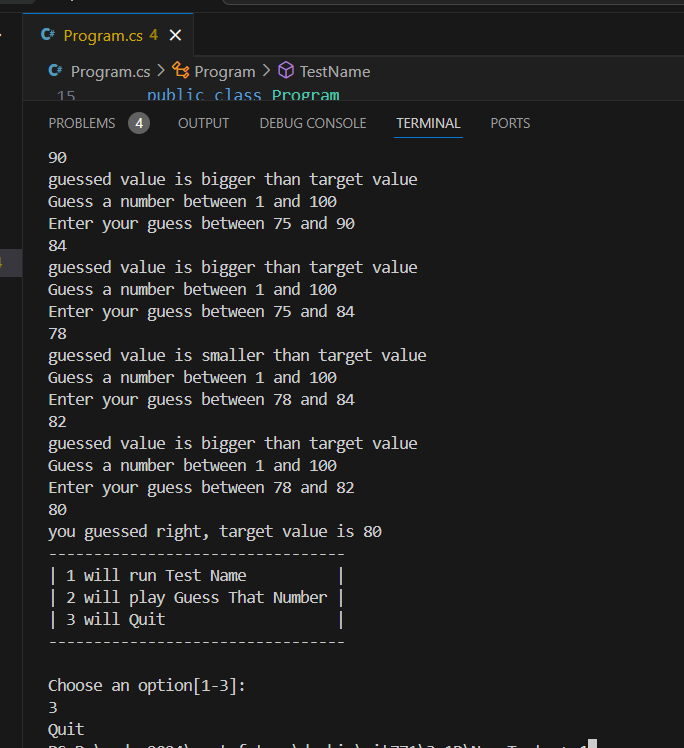 Program.cs 4
Program.cs > Program > TestName
15 public class Program
PROBLEMS 4 OUTPUT DEBUG CONSOLE TERMINAL PORTS
90
guessed value is bigger than target value
Guess a number between 1 and 100
Enter your guess between 75 and 90
84
guessed value is bigger than target value
Guess a number between 1 and 100
Enter your guess between 75 and 84
78
guessed value is smaller than target value
Guess a number between 1 and 100
Enter your guess between 78 and 84
82
guessed value is bigger than target value
Guess a number between 1 and 100
Enter your guess between 78 and 82
80
you guessed right, target value is 80
---------------------------------
| 1 will run Test Name          |
| 2 will play Guess That Number |
| 3 will Quit                   |
---------------------------------
Choose an option[1-3]:
3
Quit